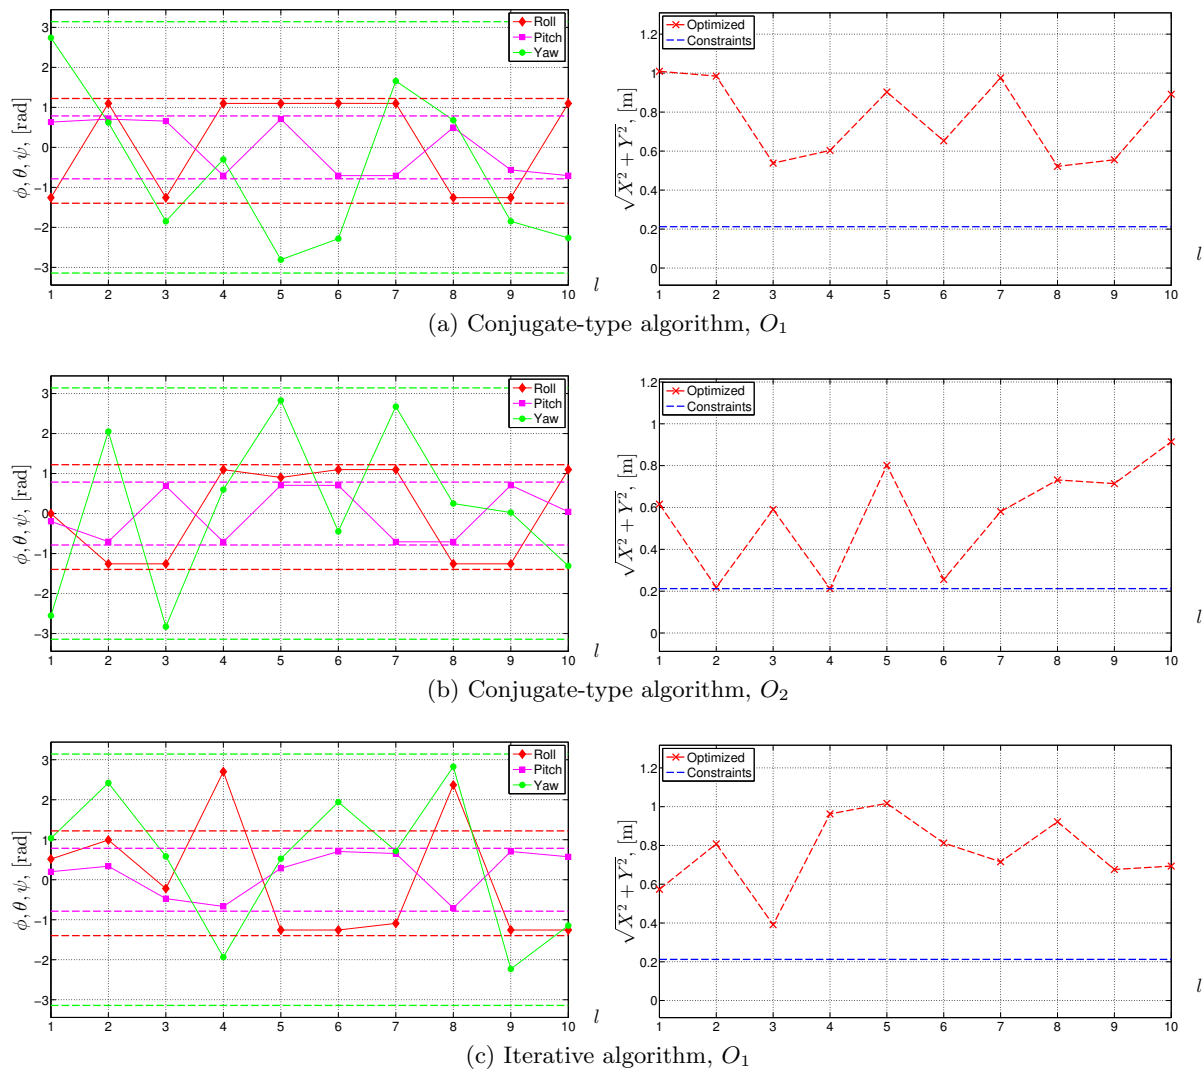 3
2
1
0
−1
−2
−3
ϕ, θ, ψ, [rad]
1 2 3 4 5 6 7 8 9 10
l
Roll
Pitch
Yaw
1.2
1
0.8
0.6
0.4
0.2
0
√X² + Y², [m]
1 2 3 4 5 6 7 8 9 10
l
Optimized
Constraints
(a) Conjugate-type algorithm, O₁
3
2
1
0
−1
−2
−3
ϕ, θ, ψ, [rad]
1 2 3 4 5 6 7 8 9 10
l
Roll
Pitch
Yaw
1.2
1
0.8
0.6
0.4
0.2
0
√X² + Y², [m]
1 2 3 4 5 6 7 8 9 10
l
Optimized
Constraints
(b) Conjugate-type algorithm, O₂
3
2
1
0
−1
−2
−3
ϕ, θ, ψ, [rad]
1 2 3 4 5 6 7 8 9 10
l
Roll
Pitch
Yaw
1.2
1
0.8
0.6
0.4
0.2
0
√X² + Y², [m]
1 2 3 4 5 6 7 8 9 10
l
Optimized
Constraints
(c) Iterative algorithm, O₁